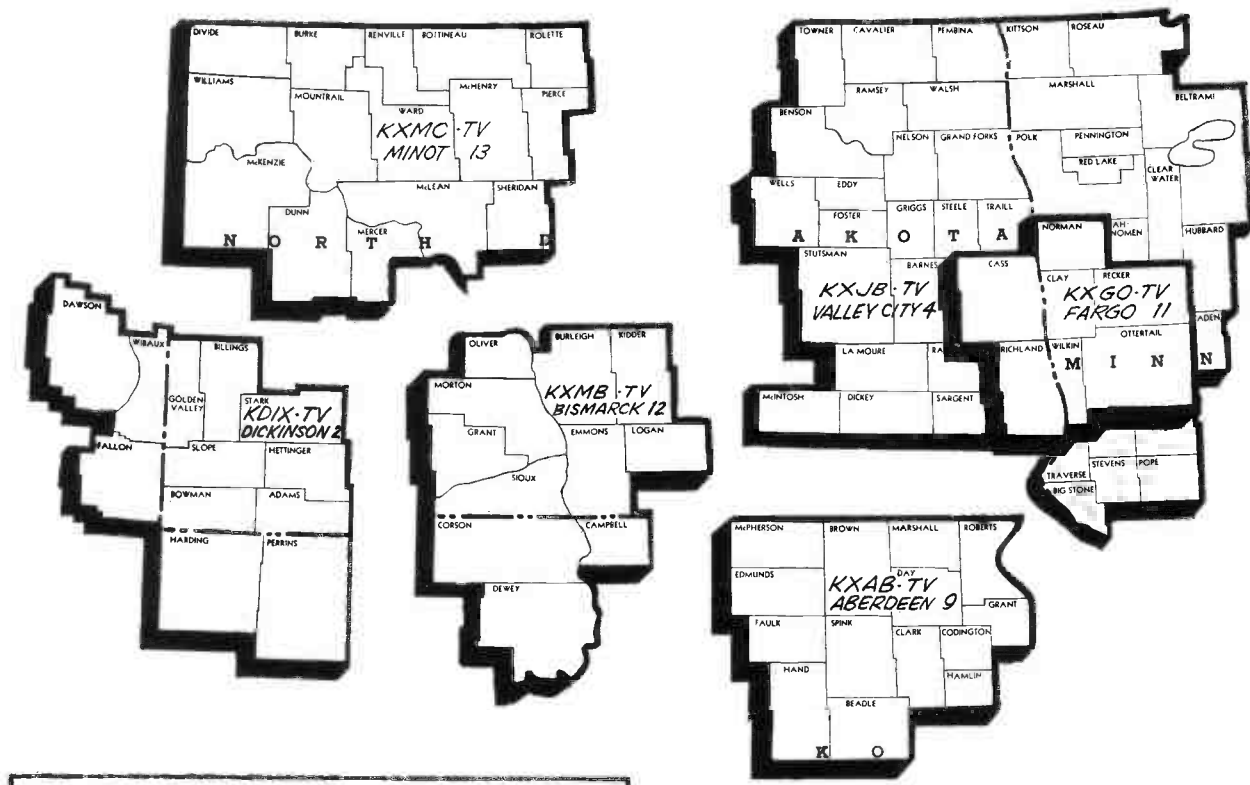 DIVIDE
BURKE
RENVILLE
BOTTINEAU
ROLETTE
WILLIAMS
MOUNTRAIL
WARD
McHENRY
PIERCE
KXMC-TV
MINOT 13
McKENZIE
McLEAN
SHERIDAN
DUNN
MERCER
N O R T H D
TOWNER
CAVALIER
PEMBINA
KITTSON
ROSEAU
RAMSEY
WALSH
MARSHALL
BELTRAMI
BENSON
NELSON
GRAND FORKS
POLK
PENNINGTON
RED LAKE
CLEAR
WATER
WELLS
EDDY
FOSTER
GRIGGS
STEELE
TRAILL
NORMAN
AH-
NOMEN
HUBBARD
A K O T A
STUTSMAN
BARNES
CASS
CLAY
BECKER
KXJB-TV
VALLEY CITY 4
KXGO-TV
FARGO 11
OTTERTAIL
ADEN
LA MOURE
RA
RICHLAND
WILKIN
M I N N
McINTOSH
DICKEY
SARGENT
TRAVERSE
STEVENS
POPE
BIG STONE
DAWSON
WIBAUX
BILLINGS
GOLDEN
VALLEY
STARK
KDIX-TV
DICKINSON 2
FALLON
SLOPE
HETTINGER
BOWMAN
ADAMS
HARDING
PERRINS
OLIVER
BURLEIGH
KIDDER
MORTON
KXMB-TV
BISMARCK 12
GRANT
EMMONS
LOGAN
SIOUX
CORSON
CAMPBELL
DEWEY
McPHERSON
BROWN
MARSHALL
ROBERTS
EDMUNDS
DAY
KXAB-TV
ABERDEEN 9
GRANT
FAULK
SPINK
CLARK
CODINGTON
HAND
HAMLIN
BEADLE
K O